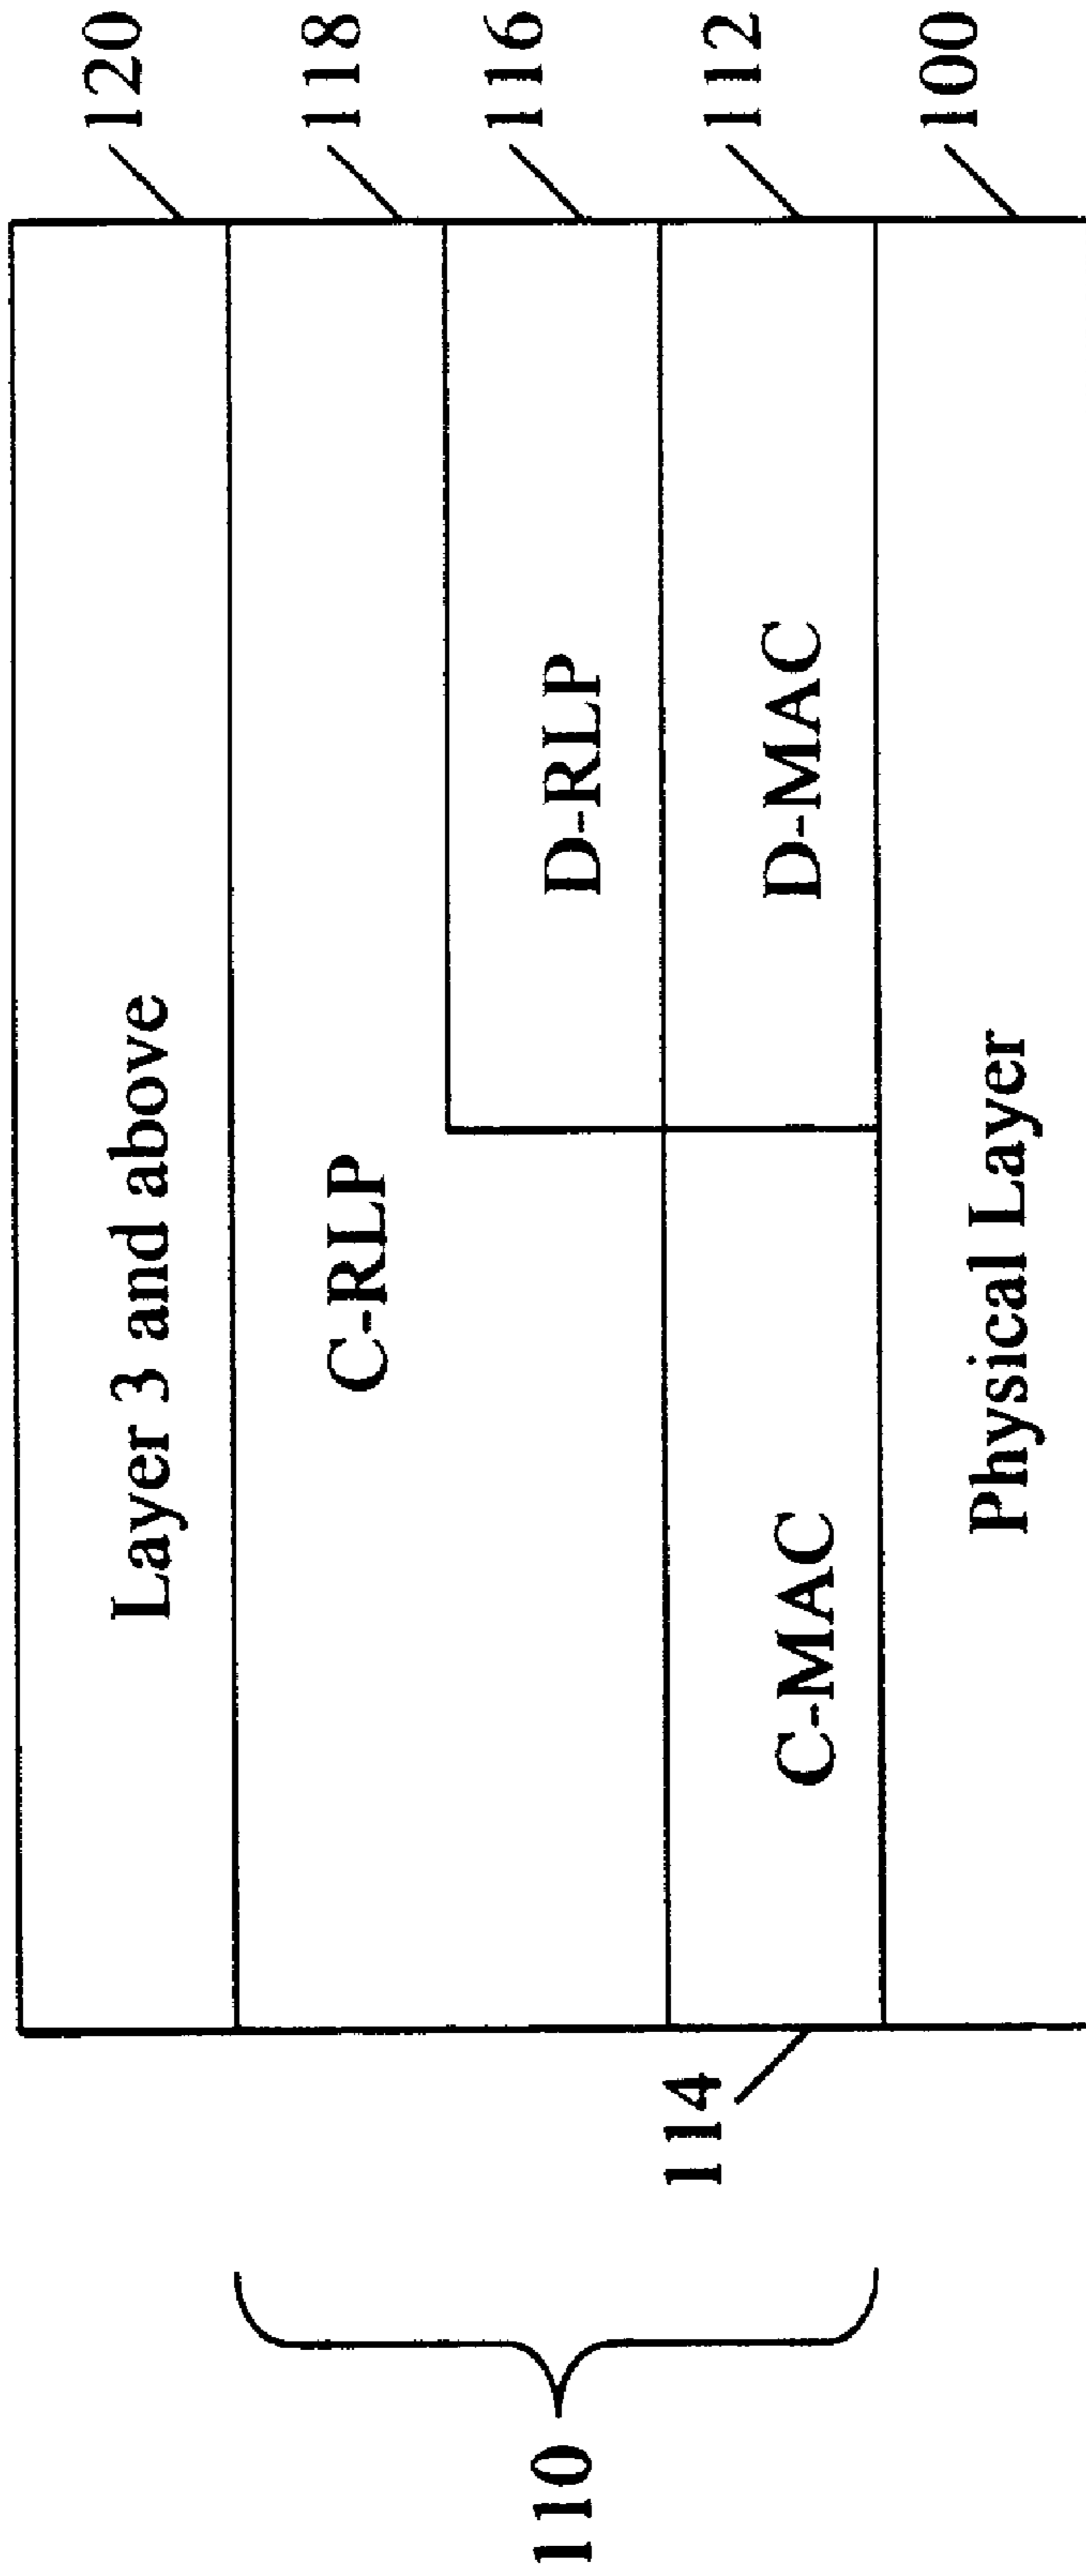 Layer 3 and above
120
C-RLP
118
D-RLP
116
110
114
C-MAC
D-MAC
112
Physical Layer
100